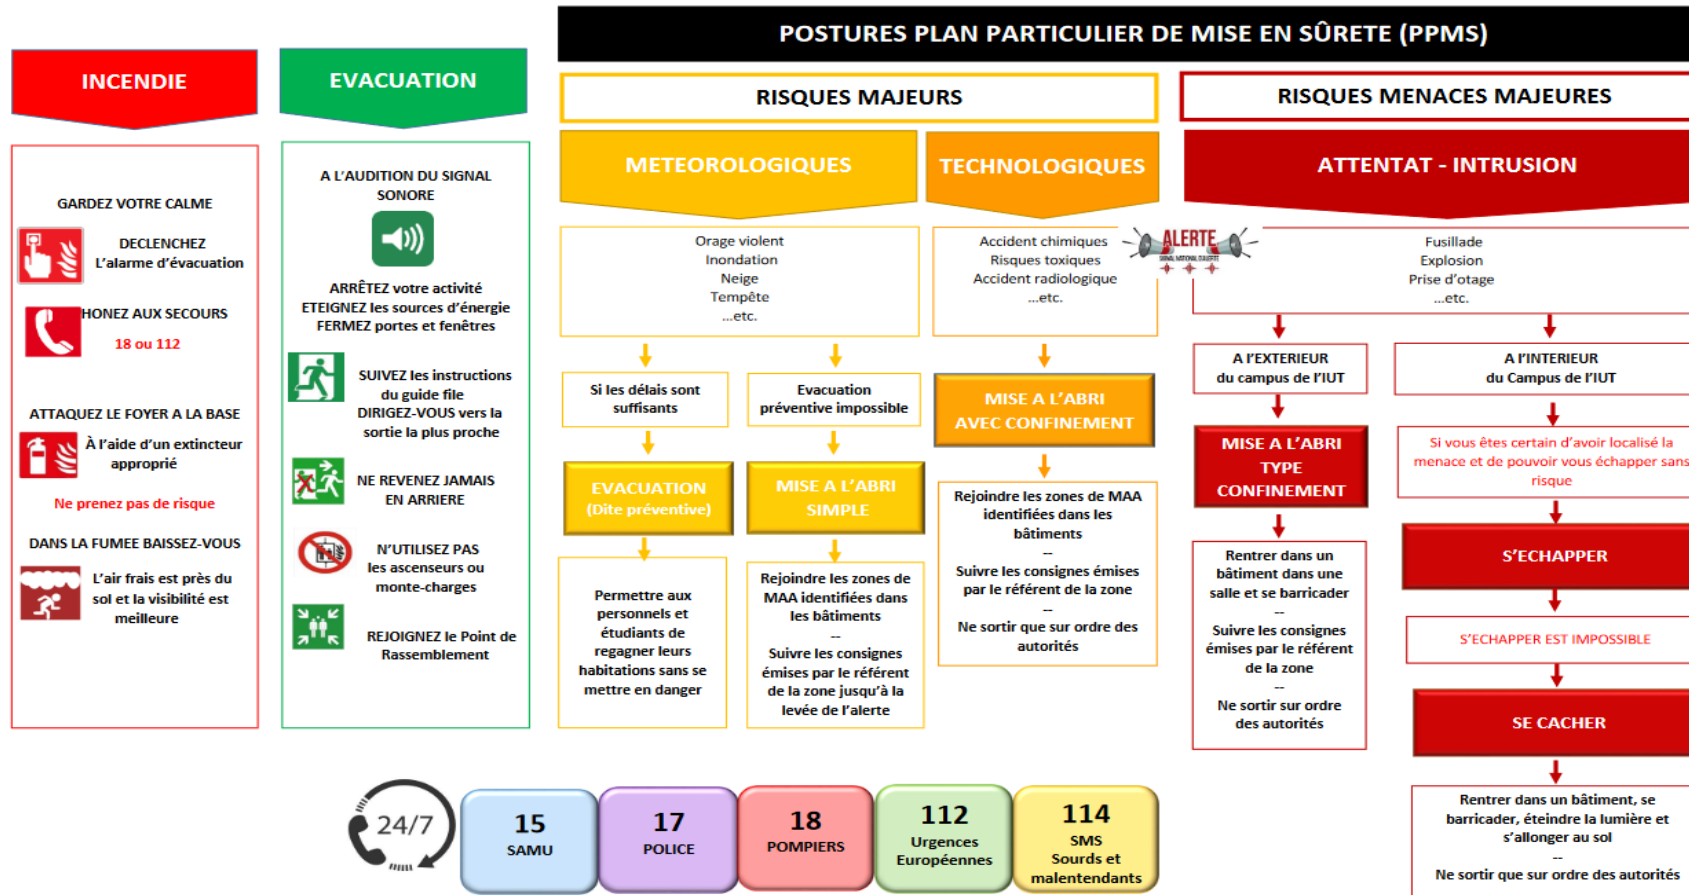 POSTURES PLAN PARTICULIER DE MISE EN SÛRETE (PPMS)
INCENDIE
GARDEZ VOTRE CALME
DECLENCHEZ
L'alarme d'évacuation
HONEZ AUX SECOURS
18 ou 112
ATTAQUEZ LE FOYER A LA BASE
À l'aide d'un extincteur
approprié
Ne prenez pas de risque
DANS LA FUMEE BAISSEZ-VOUS
L'air frais est près du
sol et la visibilité est
meilleure
EVACUATION
A L'AUDITION DU SIGNAL
SONORE
ARRÊTEZ votre activité
ETEIGNEZ les sources d'énergie
FERMEZ portes et fenêtres
SUIVEZ les instructions
du guide file
DIRIGEZ-VOUS vers la
sortie la plus proche
NE REVENEZ JAMAIS
EN ARRIERE
N'UTILISEZ PAS
les ascenseurs ou
monte-charges
REJOIGNEZ le Point de
Rassemblement
RISQUES MAJEURS
METEOROLOGIQUES
Orage violent
Inondation
Neige
Tempête
...etc.
Si les délais sont
suffisants
EVACUATION
(Dite préventive)
Permettre aux
personnels et
étudiants de
regagner leurs
habitations sans se
mettre en danger
Evacuation
préventive impossible
MISE A L'ABRI
SIMPLE
Rejoindre les zones de
MAA identifiées dans
les bâtiments
--
Suivre les consignes
émises par le référent
de la zone jusqu'à la
levée de l'alerte
TECHNOLOGIQUES
Accident chimiques
Risques toxiques
Accident radiologique
...etc.
MISE A L'ABRI
AVEC CONFINEMENT
Rejoindre les zones de MAA
identifiées dans les
bâtiments
--
Suivre les consignes émises
par le référent de la zone
--
Ne sortir que sur ordre des
autorités
RISQUES MENACES MAJEURES
ATTENTAT - INTRUSION
ALERTE
SIGNAL NATIONAL D'ALERTE
Fusillade
Explosion
Prise d'otage
...etc.
A L'EXTERIEUR
du campus de l'IUT
MISE A L'ABRI
TYPE
CONFINEMENT
Rentrer dans un
bâtiment dans une
salle et se barricader
--
Suivre les consignes
émises par le référent
de la zone
--
Ne sortir sur ordre
des autorités
A L'INTERIEUR
du Campus de l'IUT
Si vous êtes certain d'avoir localisé la
menace et de pouvoir vous échapper sans
risque
S'ECHAPPER
S'ECHAPPER EST IMPOSSIBLE
SE CACHER
Rentrer dans un bâtiment, se
barricader, éteindre la lumière et
s'allonger au sol
--
Ne sortir que sur ordre des autorités
24/7
15
SAMU
17
POLICE
18
POMPIERS
112
Urgences
Européennes
114
SMS
Sourds et
malentendants